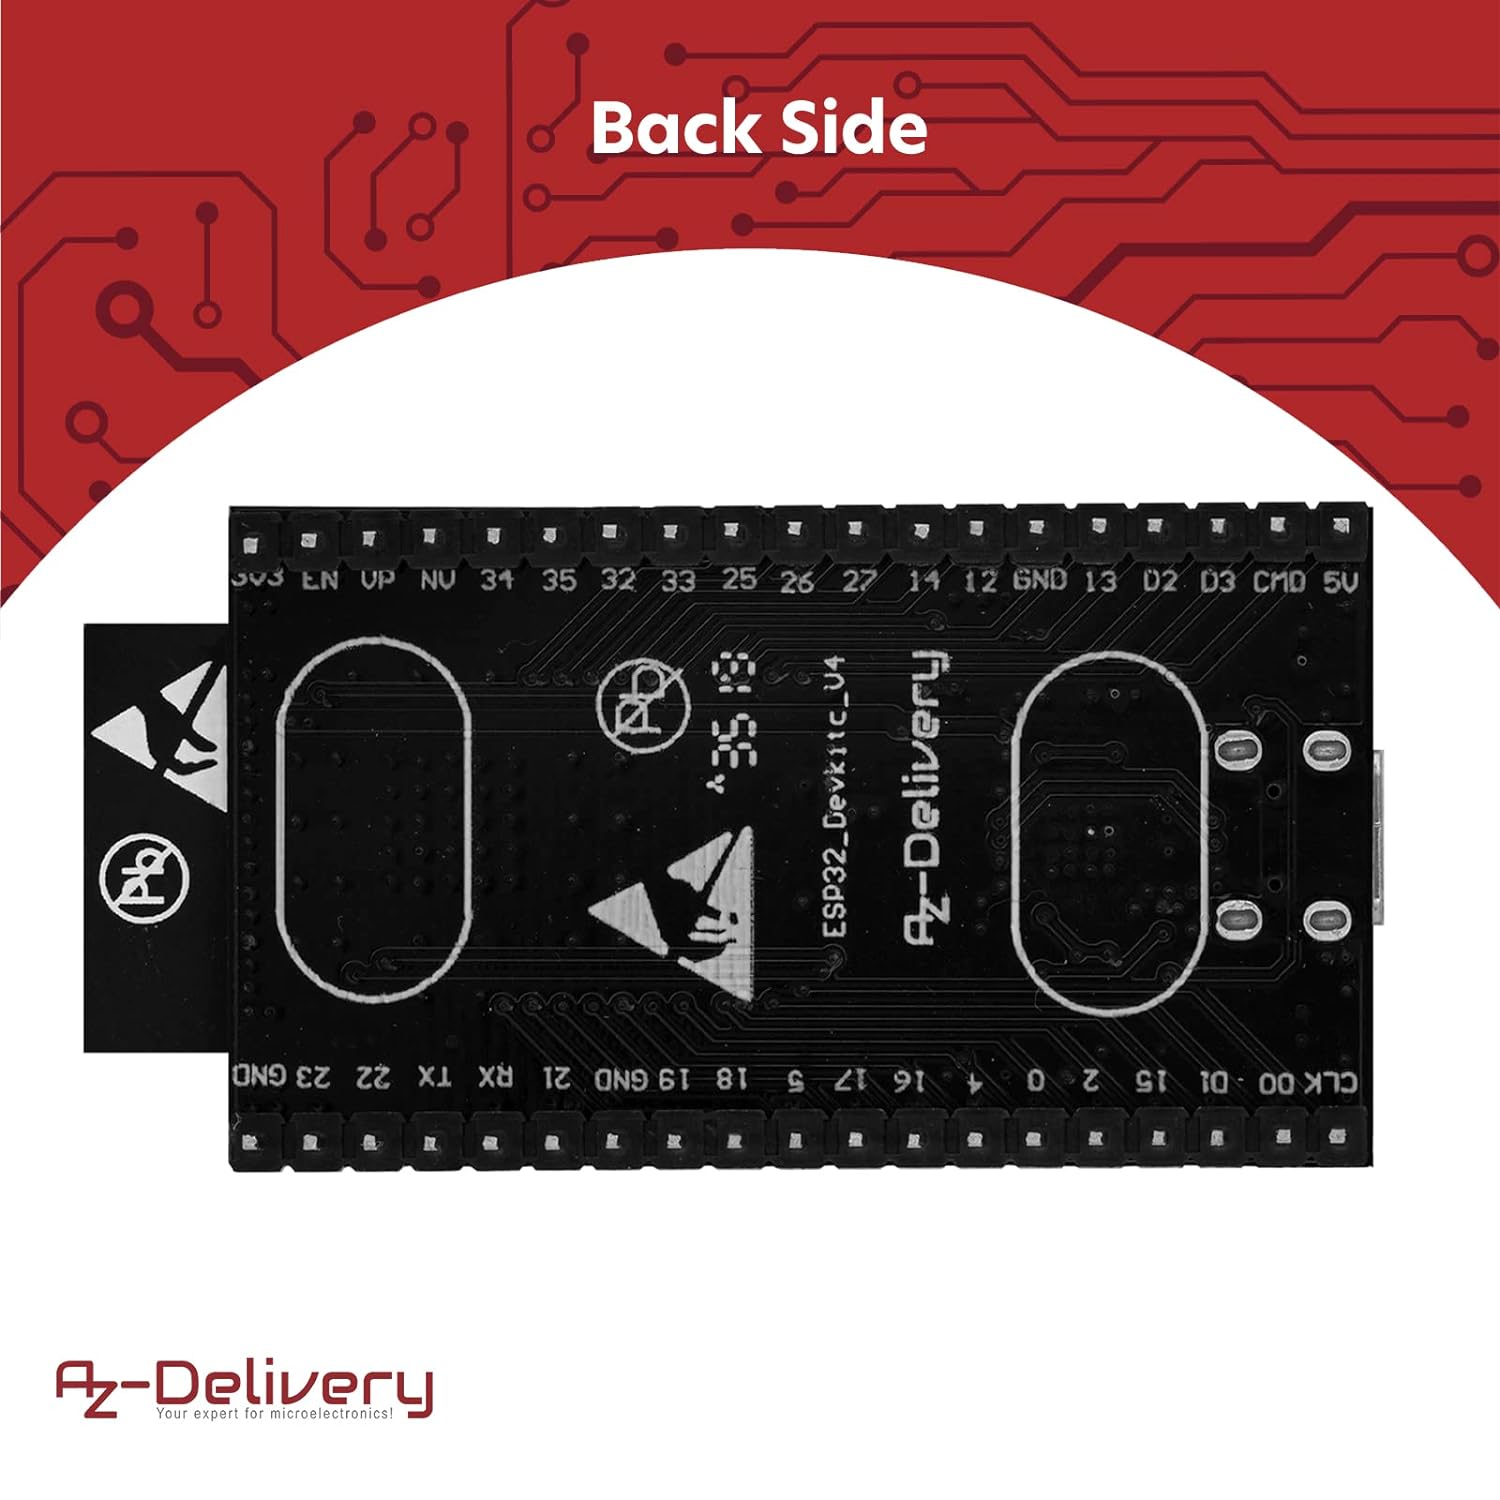 Back Side
3V3 EN VP NV 34 35 32 33 25 26 27 14 12 GND 13 D2 D3 CMD 5V
Pb
35 18
ESP32_Devkitc_V4
Az-Delivery
Pb
GND 23 22 TX RX 21 GND 19 18 5 17 16 4 0 2 15 D1 D0 CLK
Az-Delivery
Your expert for microelectronics!